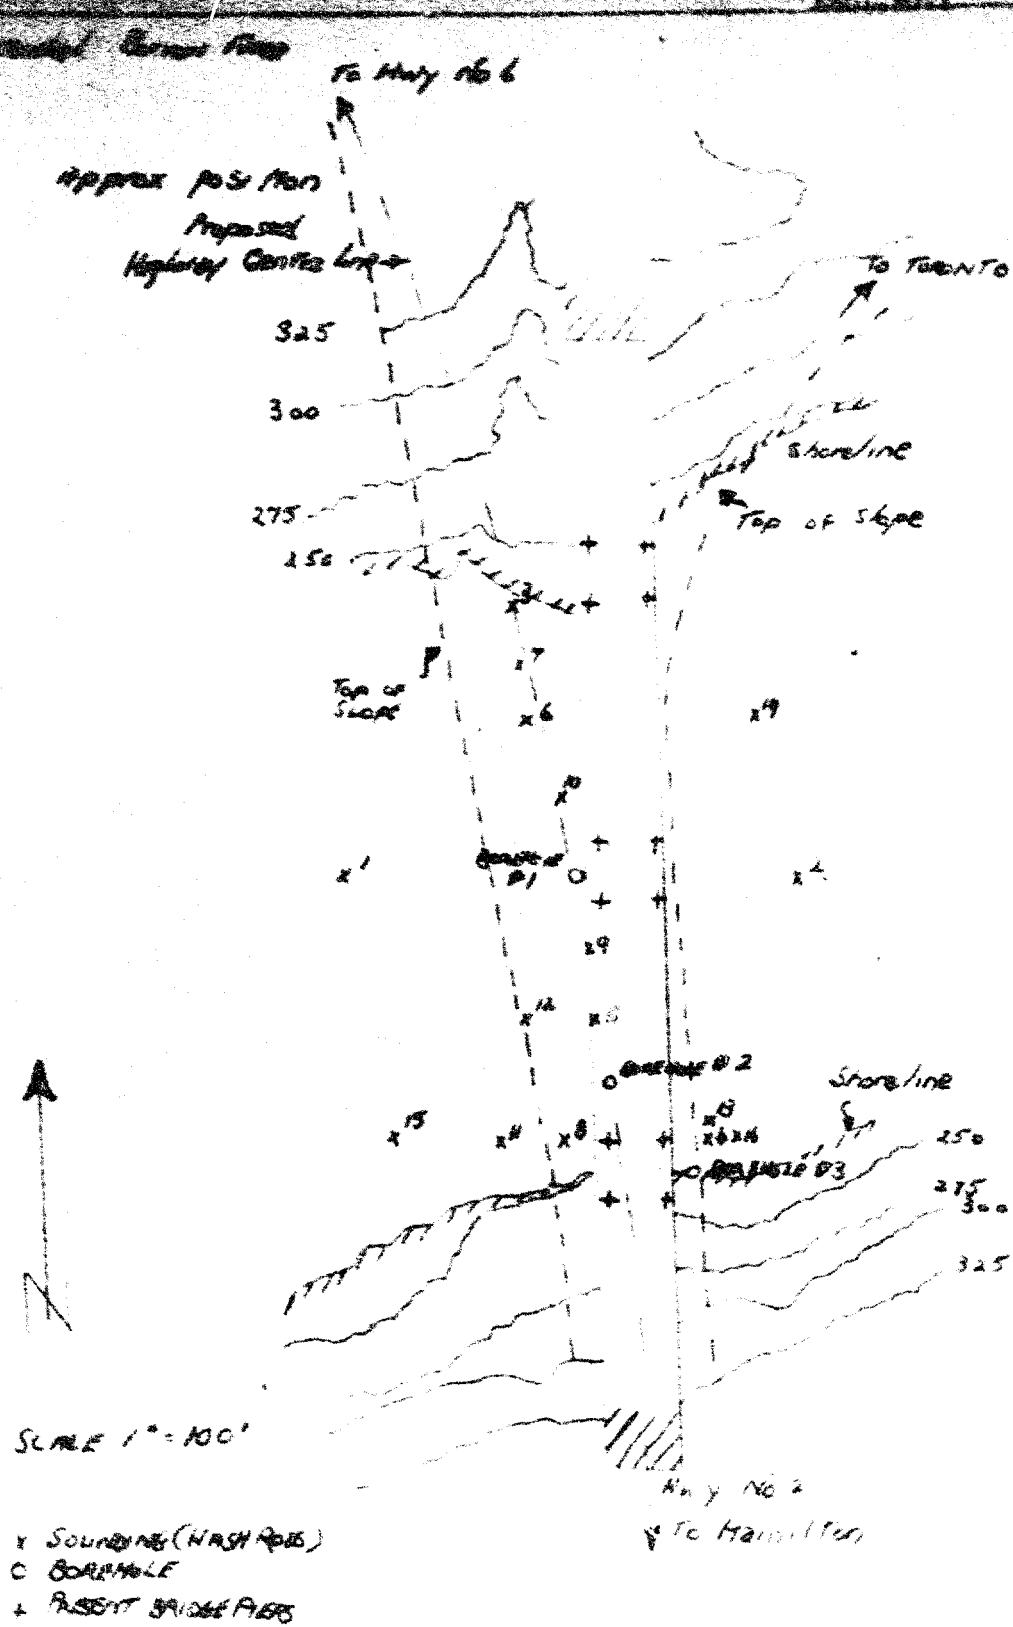 To Hwy No 6
Approx Position
Proposed
Highway Centre Line
To TORONTO
325
300
275
250
Shoreline
Top of Slope
3
7
Top of
Slope
6
19
10
1
BOREHOLE
#1
9
12
5
BOREHOLE #2
Shoreline
15
11
8
13
250
BOREHOLE #3
275
300
325
N
SCALE 1" = 100'
Hwy No 2
To Hamilton
x SOUNDING (WASH RODS)
O BOREHOLE
+ PRESENT BRIDGE PIERS